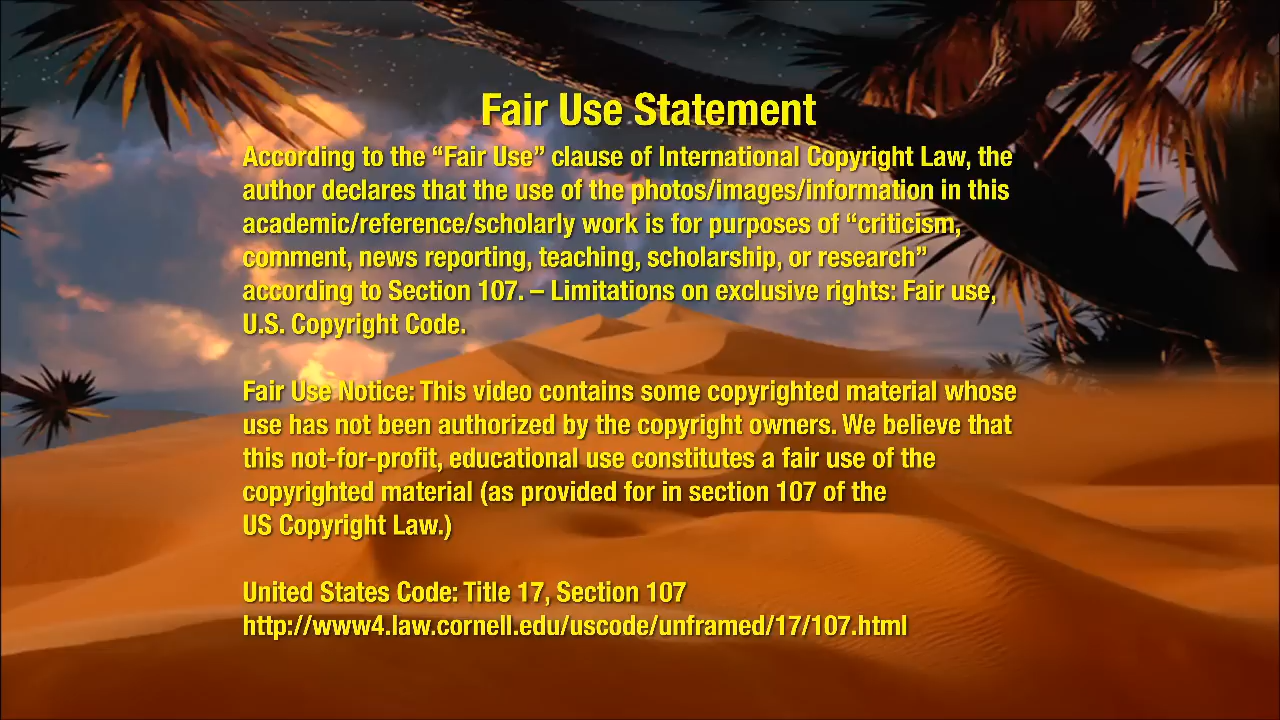 Fair Use Statement
According to the “Fair Use” clause of International Copyright Law, the
author declares that the use of the photos/images/information in this
academic/reference/scholarly work is for purposes of “criticism,
comment, news reporting, teaching, scholarship, or research”
according to Section 107. – Limitations on exclusive rights: Fair use,
U.S. Copyright Code.
Fair Use Notice: This video contains some copyrighted material whose
use has not been authorized by the copyright owners. We believe that
this not-for-profit, educational use constitutes a fair use of the
copyrighted material (as provided for in section 107 of the
US Copyright Law.)
United States Code: Title 17, Section 107
http://www4.law.cornell.edu/uscode/unframed/17/107.html